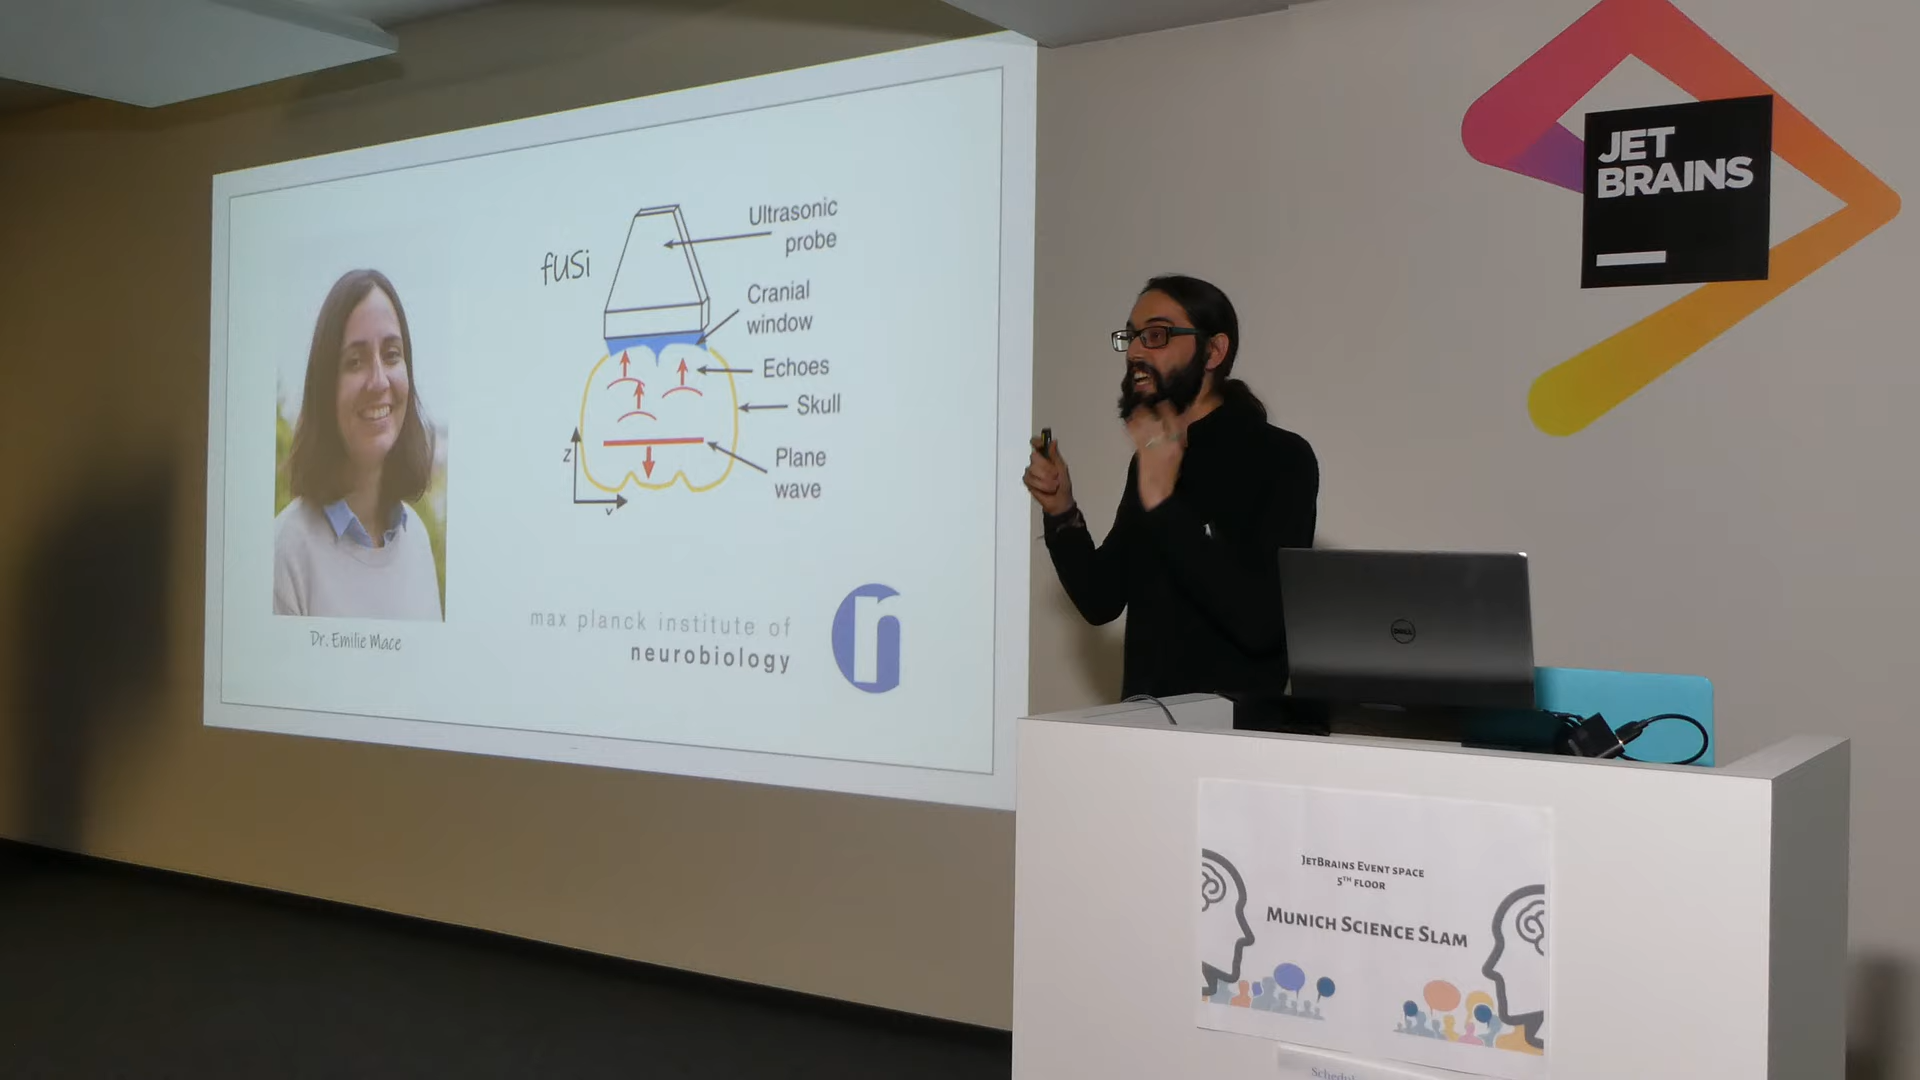 fUSi
Ultrasonic
probe
Cranial
window
Echoes
Skull
Plane
wave
Z
y
Dr. Emilie Mace
max planck institute of
neurobiology
n
JET
BRAINS
DELL
JetBrains Event space
5TH floor
Munich Science Slam